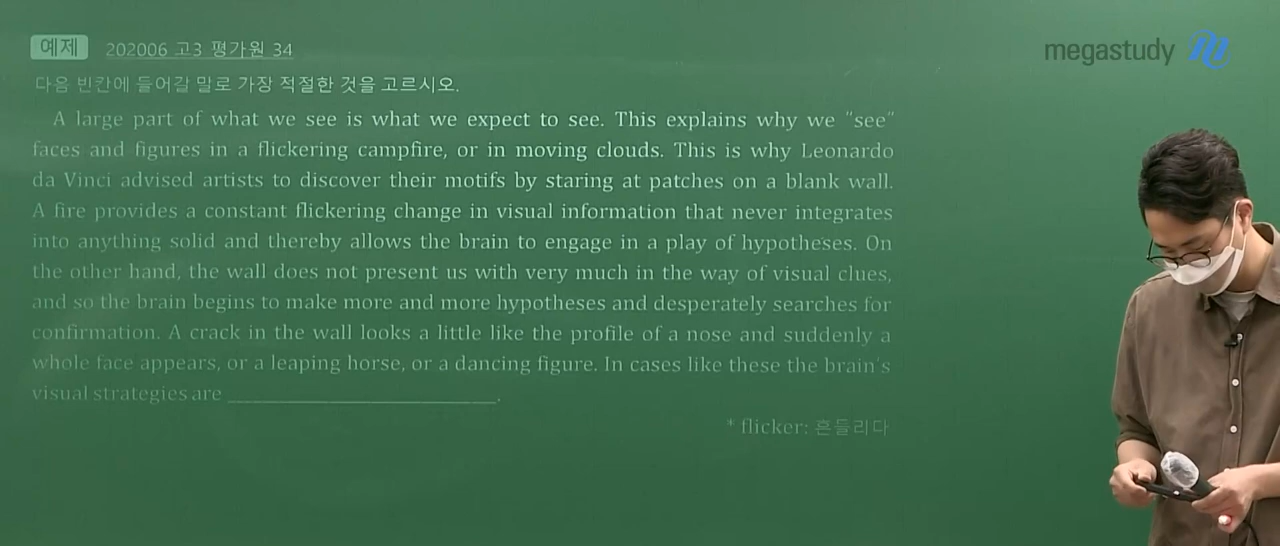 예제 202006 고3 평가원 34
megastudy
다음 빈칸에 들어갈 말로 가장 적절한 것을 고르시오.
A large part of what we see is what we expect to see. This explains why we "see"
faces and figures in a flickering campfire, or in moving clouds. This is why Leonardo
da Vinci advised artists to discover their motifs by staring at patches on a blank wall.
A fire provides a constant flickering change in visual information that never integrates
into anything solid and thereby allows the brain to engage in a play of hypotheses. On
the other hand, the wall does not present us with very much in the way of visual clues,
and so the brain begins to make more and more hypotheses and desperately searches for
confirmation. A crack in the wall looks a little like the profile of a nose and suddenly a
whole face appears, or a leaping horse, or a dancing figure. In cases like these the brain's
visual strategies are ______________________.
* flicker: 흔들리다